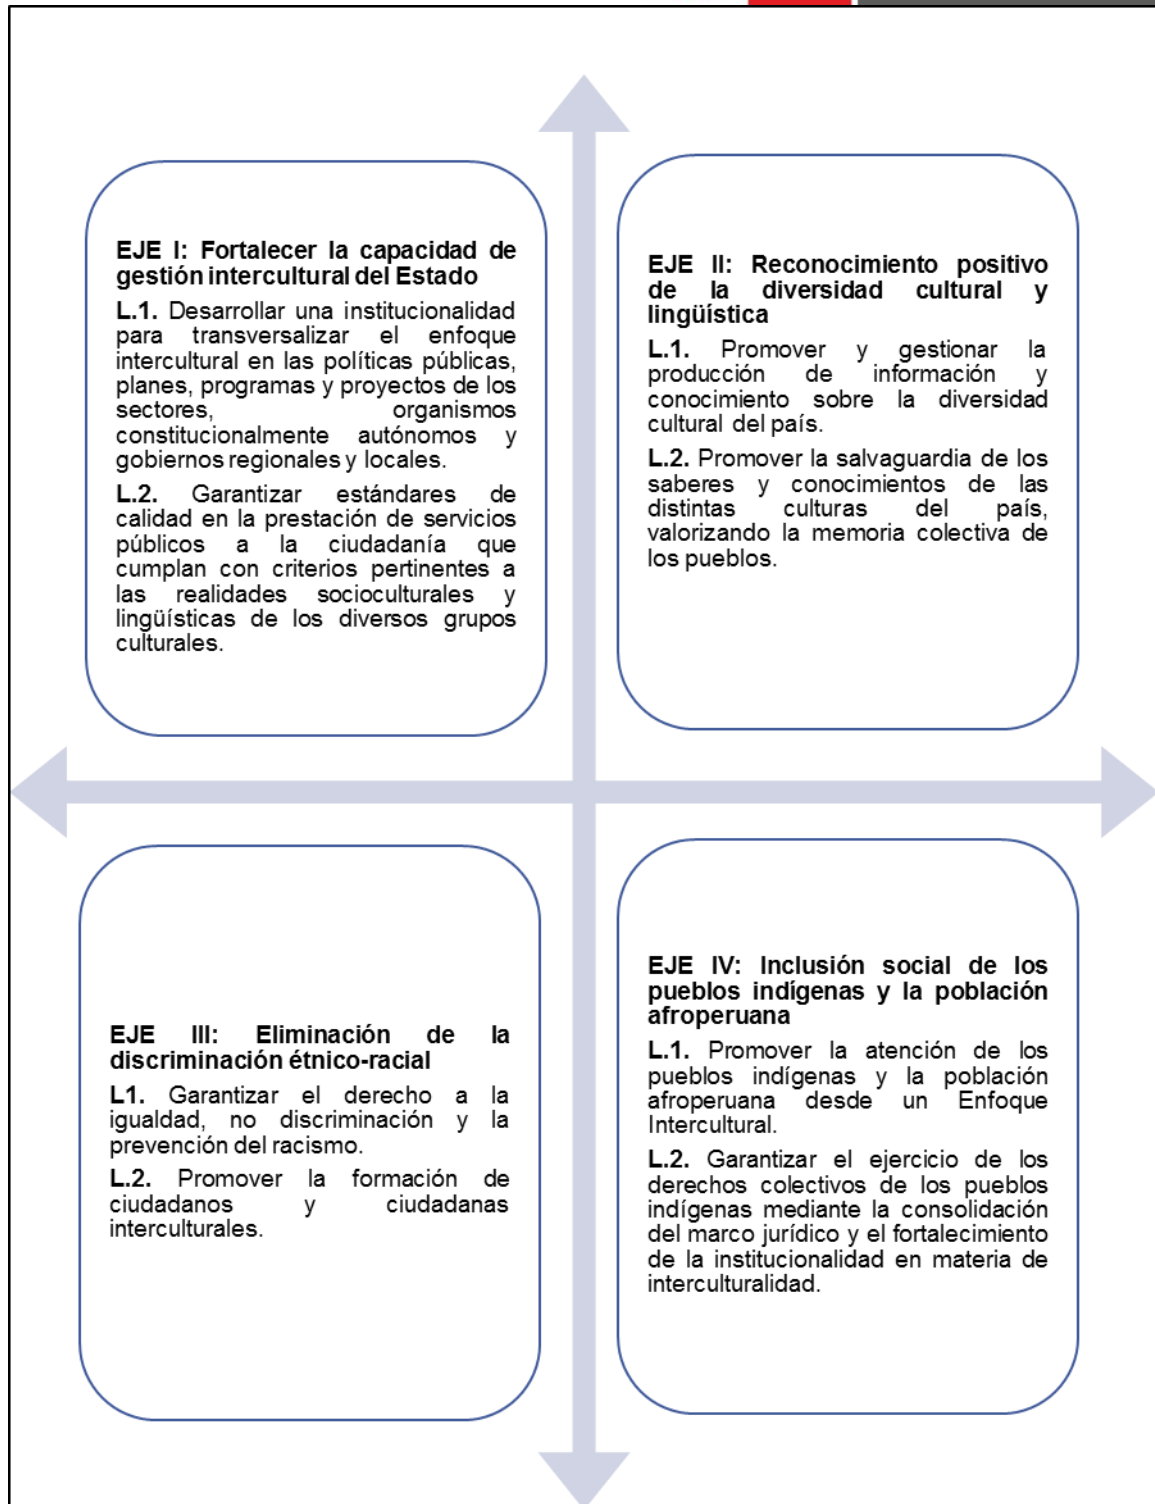 EJE I: Fortalecer la capacidad de
gestión intercultural del Estado
L.1. Desarrollar una institucionalidad
para transversalizar el enfoque
intercultural en las políticas públicas,
planes, programas y proyectos de los
sectores, organismos
constitucionalmente autónomos y
gobiernos regionales y locales.
L.2. Garantizar estándares de
calidad en la prestación de servicios
públicos a la ciudadanía que
cumplan con criterios pertinentes a
las realidades socioculturales y
lingüísticas de los diversos grupos
culturales.
EJE II: Reconocimiento positivo
de la diversidad cultural y
lingüística
L.1. Promover y gestionar la
producción de información y
conocimiento sobre la diversidad
cultural del país.
L.2. Promover la salvaguardia de los
saberes y conocimientos de las
distintas culturas del país,
valorizando la memoria colectiva de
los pueblos.
EJE III: Eliminación de la
discriminación étnico-racial
L1. Garantizar el derecho a la
igualdad, no discriminación y la
prevención del racismo.
L.2. Promover la formación de
ciudadanos y ciudadanas
interculturales.
EJE IV: Inclusión social de los
pueblos indígenas y la población
afroperuana
L.1. Promover la atención de los
pueblos indígenas y la población
afroperuana desde un Enfoque
Intercultural.
L.2. Garantizar el ejercicio de los
derechos colectivos de los pueblos
indígenas mediante la consolidación
del marco jurídico y el fortalecimiento
de la institucionalidad en materia de
interculturalidad.